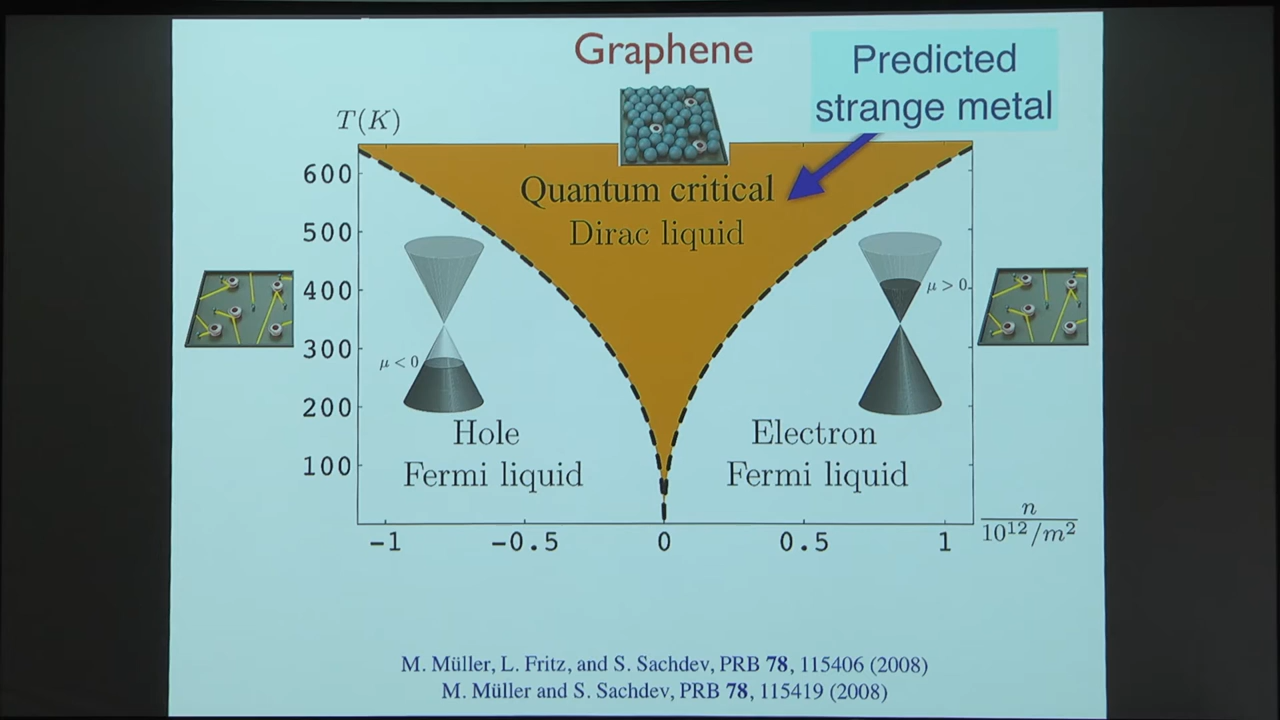 Graphene
Predicted
strange metal
T(K)
600
500
400
300
200
100
Quantum critical
Dirac liquid
μ < 0
μ > 0
Hole
Fermi liquid
Electron
Fermi liquid
-1
-0.5
0
0.5
1
n
10¹²/m²
M. Müller, L. Fritz, and S. Sachdev, PRB 78, 115406 (2008)
M. Müller and S. Sachdev, PRB 78, 115419 (2008)